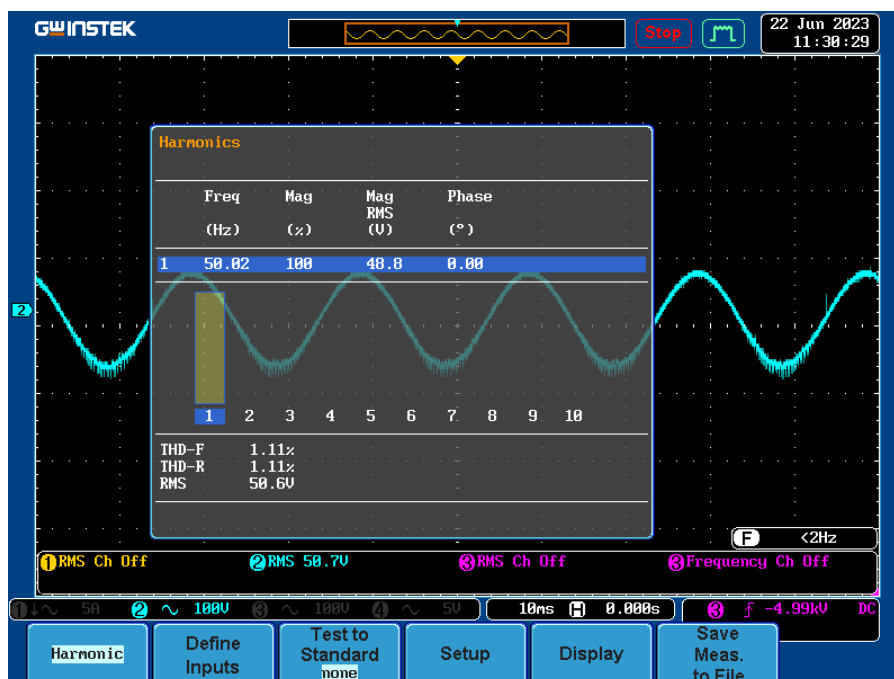 GWINSTEK
Stop
22 Jun 2023
11:30:29
Harmonics
Freq Mag Mag Phase
RMS
(Hz) (%) (V) (°)
1 50.02 100 48.8 0.00
2
1 2 3 4 5 6 7 8 9 10
THD-F 1.11%
THD-R 1.11%
RMS 50.6V
F <2Hz
1 RMS Ch Off 2 RMS 50.7V 3 RMS Ch Off 3 Frequency Ch Off
1 5A 2 100V 3 100V 4 5V 10ms H 0.000s 3 -4.99kV DC
Harmonic
Define
Inputs
Test to
Standard
none
Setup
Display
Save
Meas.
to File